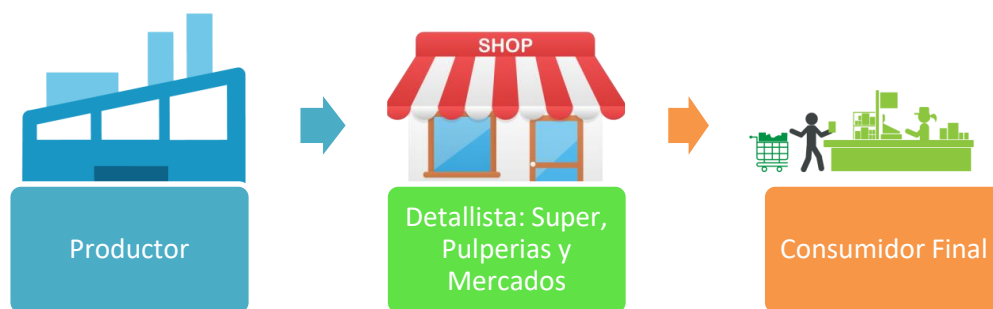 SHOP
Productor
Detallista: Super,
Pulperias y
Mercados
Consumidor Final